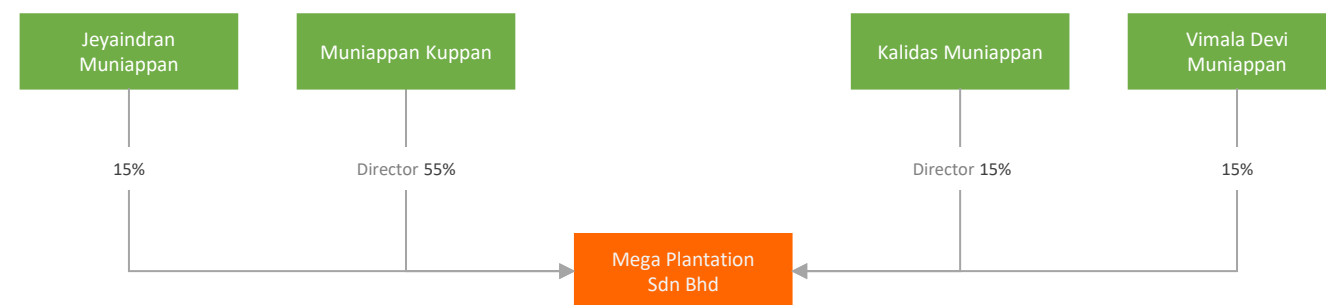 Jeyaindran
Muniappan
Muniappan Kuppan
Kalidas Muniappan
Vimala Devi
Muniappan
15%
Director 55%
Director 15%
15%
Mega Plantation
Sdn Bhd